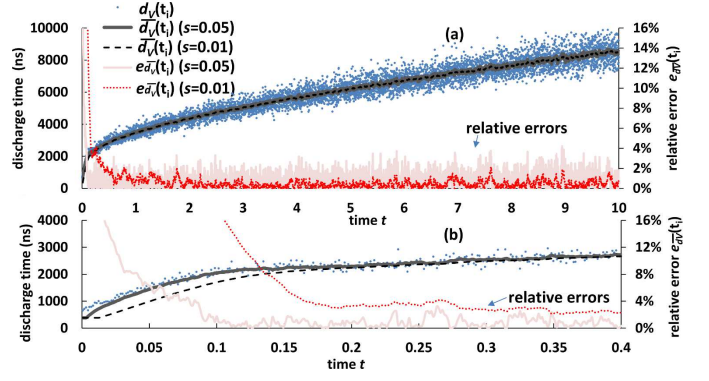 d_V(t_i)
d̅_V(t_i) (s=0.05)
d̅_V(t_i) (s=0.01)
e_d̅v(t_i) (s=0.05)
e_d̅v(t_i) (s=0.01)
(a)
10000
8000
6000
4000
2000
0
discharge time (ns)
16%
14%
12%
10%
8%
6%
4%
2%
0%
relative error e_d̅v(t_i)
relative errors
0 1 2 3 4 5 6 7 8 9 10
time t
(b)
4000
3000
2000
1000
0
discharge time (ns)
16%
12%
8%
4%
0%
relative error e_d̅v(t_i)
relative errors
0 0.05 0.1 0.15 0.2 0.25 0.3 0.35 0.4
time t